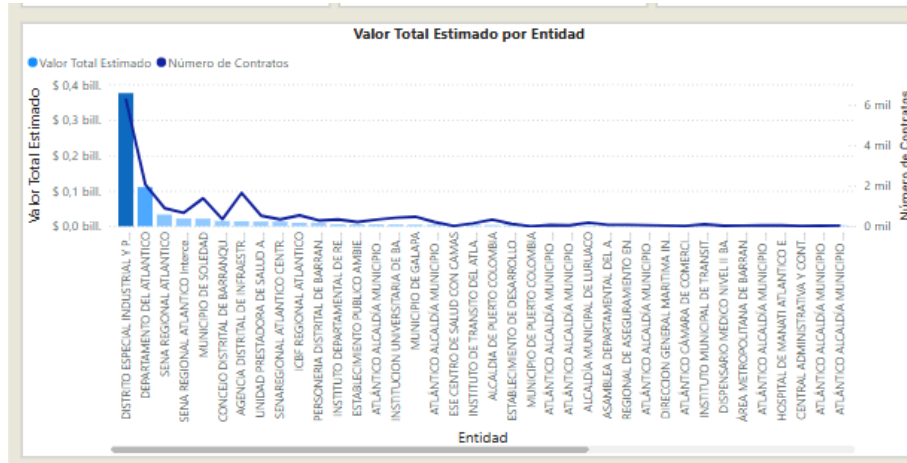 Valor Total Estimado por Entidad
Valor Total Estimado Número de Contratos
Valor Total Estimado
$ 0,4 bill.
$ 0,3 bill.
$ 0,2 bill.
$ 0,1 bill.
$ 0,0 bill.
6 mil
4 mil
2 mil
0 mil
Número de Contratos
DISTRITO ESPECIAL INDUSTRIAL Y P...
DEPARTAMENTO DEL ATLANTICO
SENA REGIONAL ATLANTICO
SENA REGIONAL ATLANTICO Interce...
MUNICIPIO DE SOLEDAD
CONCEJO DISTRITAL DE BARRANQU...
AGENCIA DISTRITAL DE INFRAESTR...
UNIDAD PRESTADORA DE SALUD A...
SENAREGIONAL ATLANTICO CENTR...
ICBF REGIONAL ATLANTICO
PERSONERIA DISTRITAL DE BARRAN...
INSTITUTO DEPARTAMENTAL DE RE...
ESTABLECIMIENTO PUBLICO AMBIE...
ATLÁNTICO ALCALDÍA MUNICIPIO ...
INSTITUCION UNIVERSITARIA DE BA...
MUNICIPIO DE GALAPA
ATLÁNTICO ALCALDÍA MUNICIPIO ...
ESE CENTRO DE SALUD CON CAMAS
INSTITUTO DE TRANSITO DEL ATLA...
ALCALDIA DE PUERTO COLOMBIA
ESTABLECIMIENTO DE DESARROLLO...
MUNICIPIO DE PUERTO COLOMBIA
ATLÁNTICO ALCALDÍA MUNICIPIO ...
ATLÁNTICO ALCALDÍA MUNICIPIO ...
ALCALDÍA MUNICIPAL DE LURUACO
ASAMBLEA DEPARTAMENTAL DEL A...
REGIONAL DE ASEGURAMIENTO EN...
ATLÁNTICO ALCALDÍA MUNICIPIO ...
DIRECCION GENERAL MARITIMA IN...
ATLÁNTICO CÁMARA DE COMERCI...
INSTITUTO MUNICIPAL DE TRANSIT...
DISPENSARIO MEDICO NIVEL II BA...
ÁREA METROPOLITANA DE BARRAN...
ATLÁNTICO ALCALDÍA MUNICIPIO ...
HOSPITAL DE MANATI ATLANTICO E...
CENTRAL ADMINISTRATIVA Y CONT...
ATLÁNTICO ALCALDÍA MUNICIPIO ...
ATLÁNTICO ALCALDÍA MUNICIPIO ...
Entidad